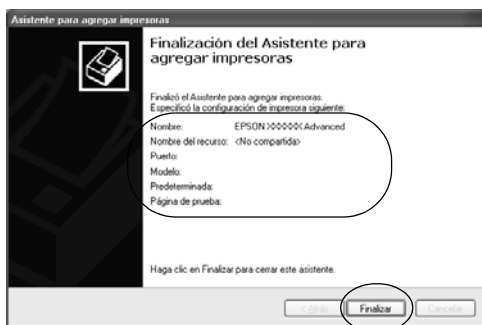 Asistente para agregar impresoras
Finalización del Asistente para
agregar impresoras
Finalizó el Asistente para agregar impresoras.
Especificó la configuración de impresora siguiente:
Nombre: EPSON XXXXXX Advanced
Nombre del recurso: <No compartida>
Puerto:
Modelo:
Predeterminada:
Página de prueba:
Haga clic en Finalizar para cerrar este asistente.
< Atrás Finalizar Cancelar